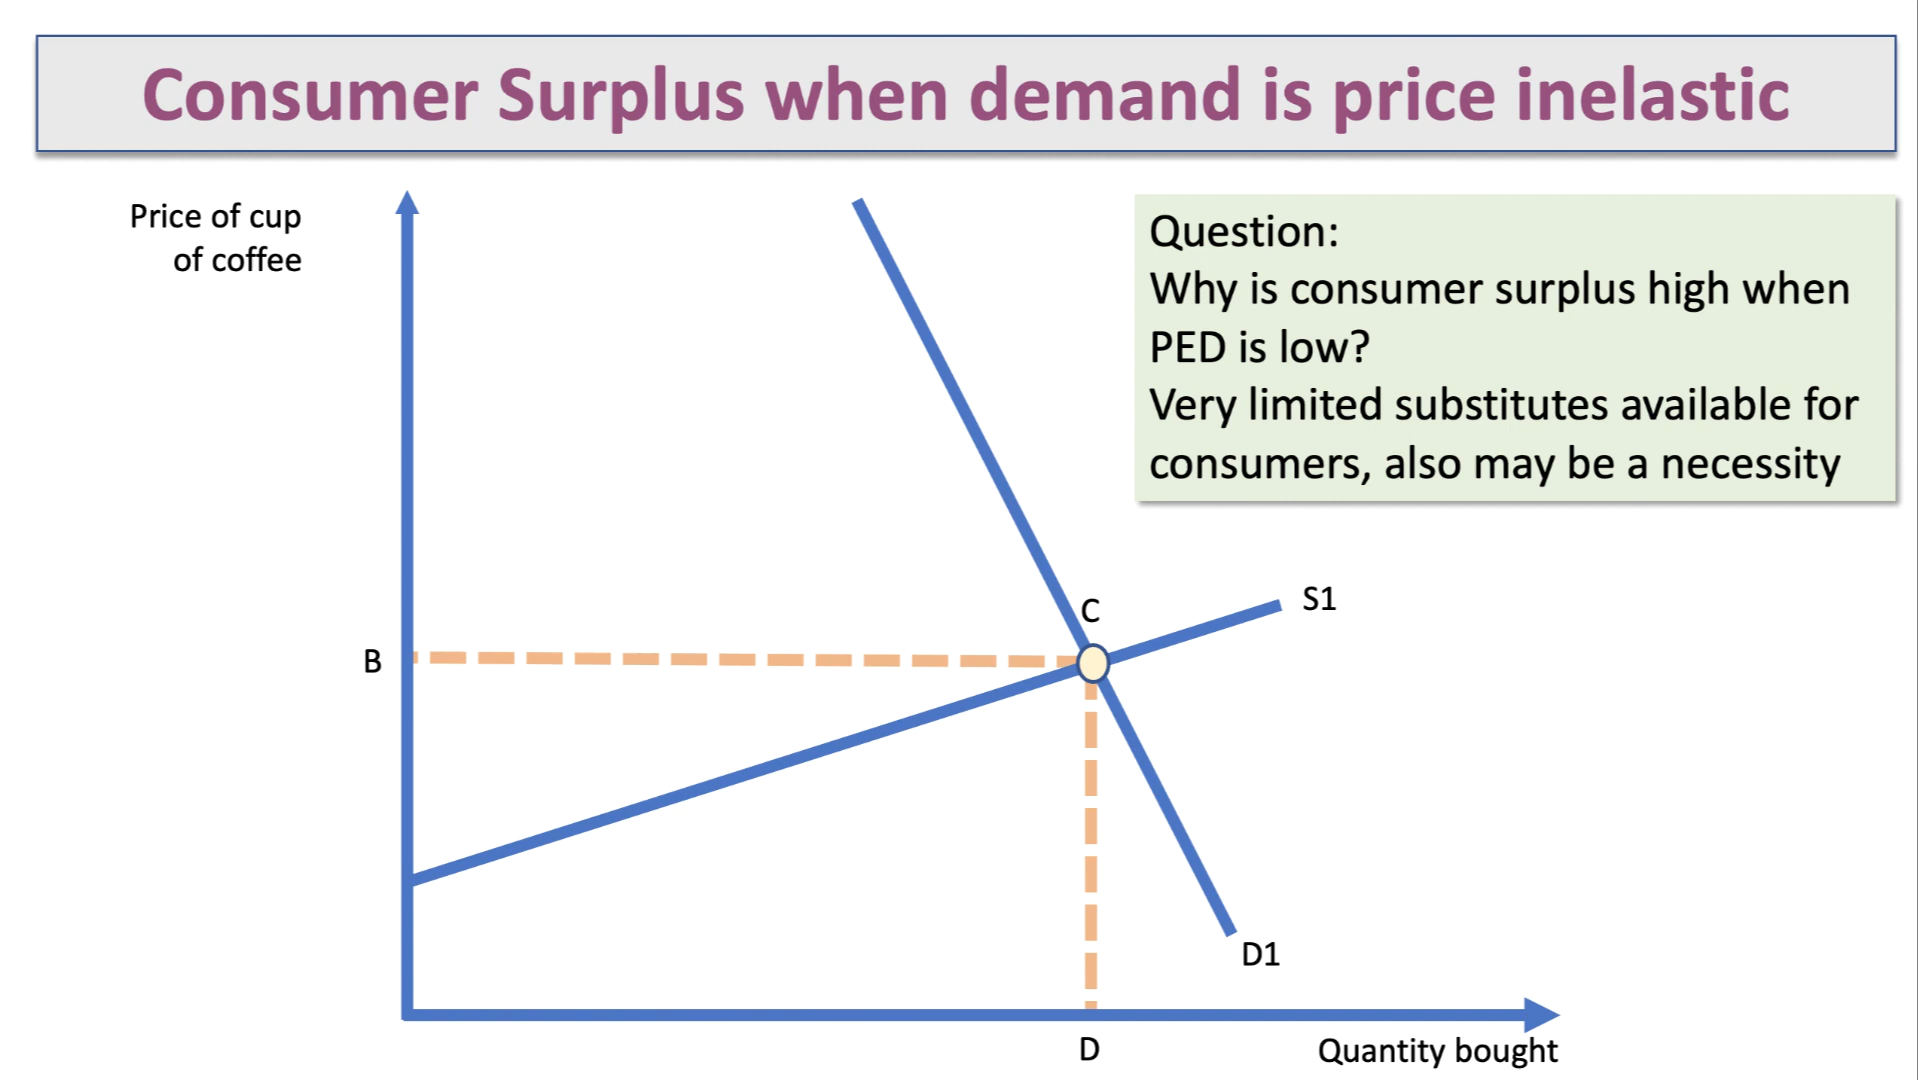 Consumer Surplus when demand is price inelastic
Price of cup
of coffee
Question:
Why is consumer surplus high when
PED is low?
Very limited substitutes available for
consumers, also may be a necessity
C
S1
B
D1
D
Quantity bought